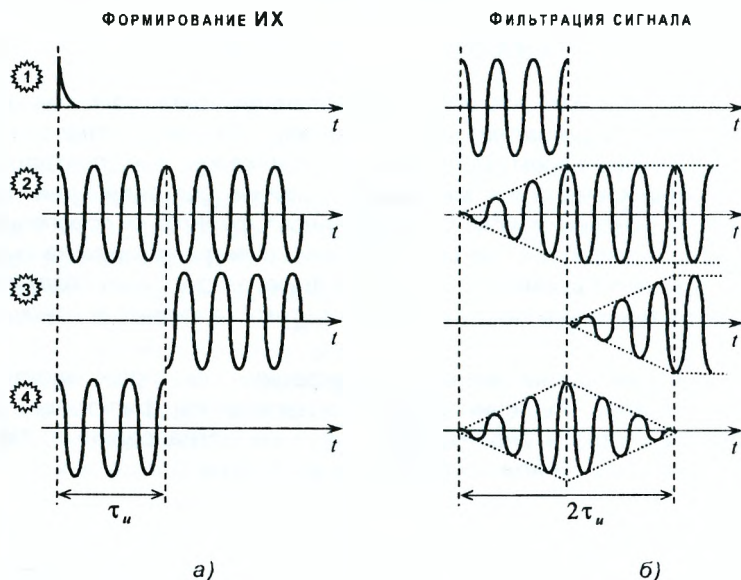 ФОРМИРОВАНИЕ ИХ
ФИЛЬТРАЦИЯ СИГНАЛА
1
t
t
2
t
t
3
t
t
4
t
t
τи
2τи
а)
б)